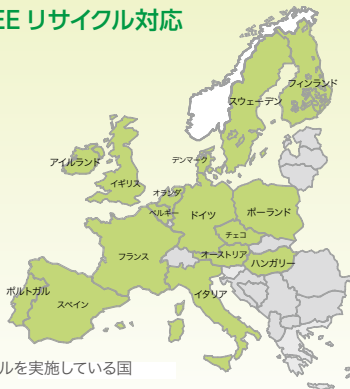 EE リサイクル対応
フィンランド
スウェーデン
デンマーク
アイルランド
イギリス
オランダ
ベルギー
ドイツ
ポーランド
チェコ
フランス
オーストリア
ハンガリー
イタリア
ポルトガル
スペイン
ルを実施している国